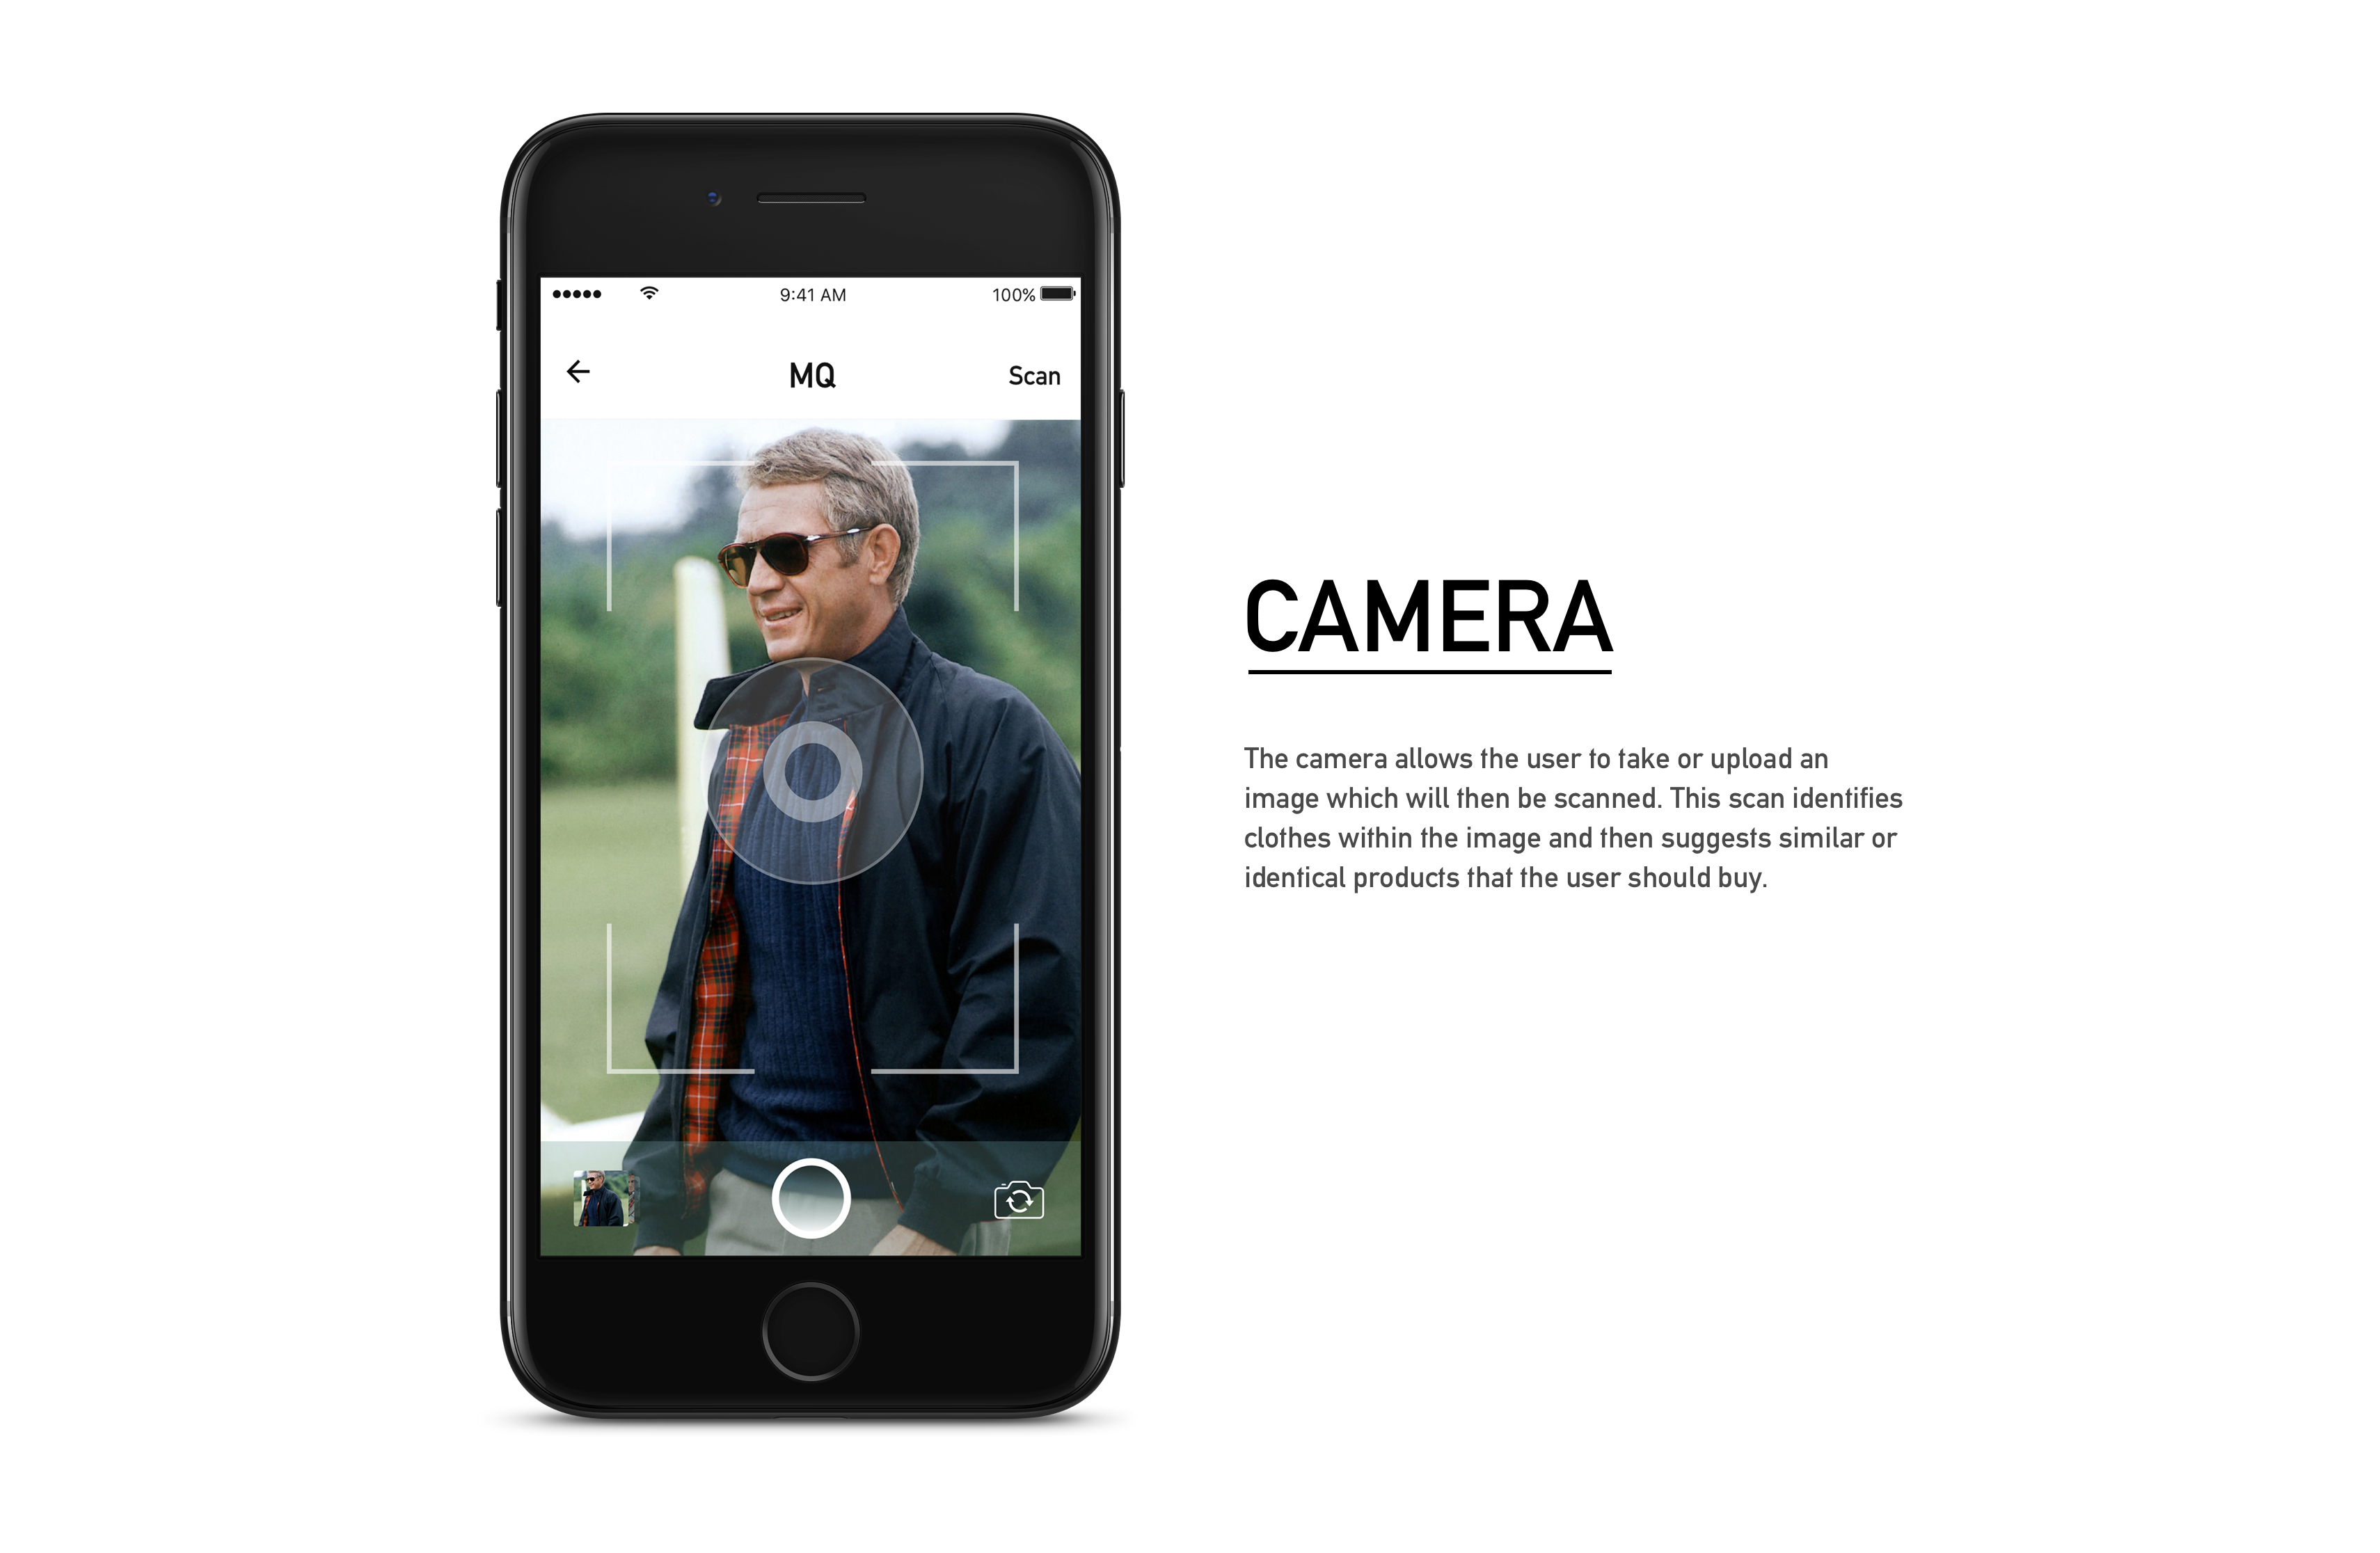 9:41 AM
100%
MQ
Scan
CAMERA
The camera allows the user to take or upload an
image which will then be scanned. This scan identifies
clothes within the image and then suggests similar or
identical products that the user should buy.